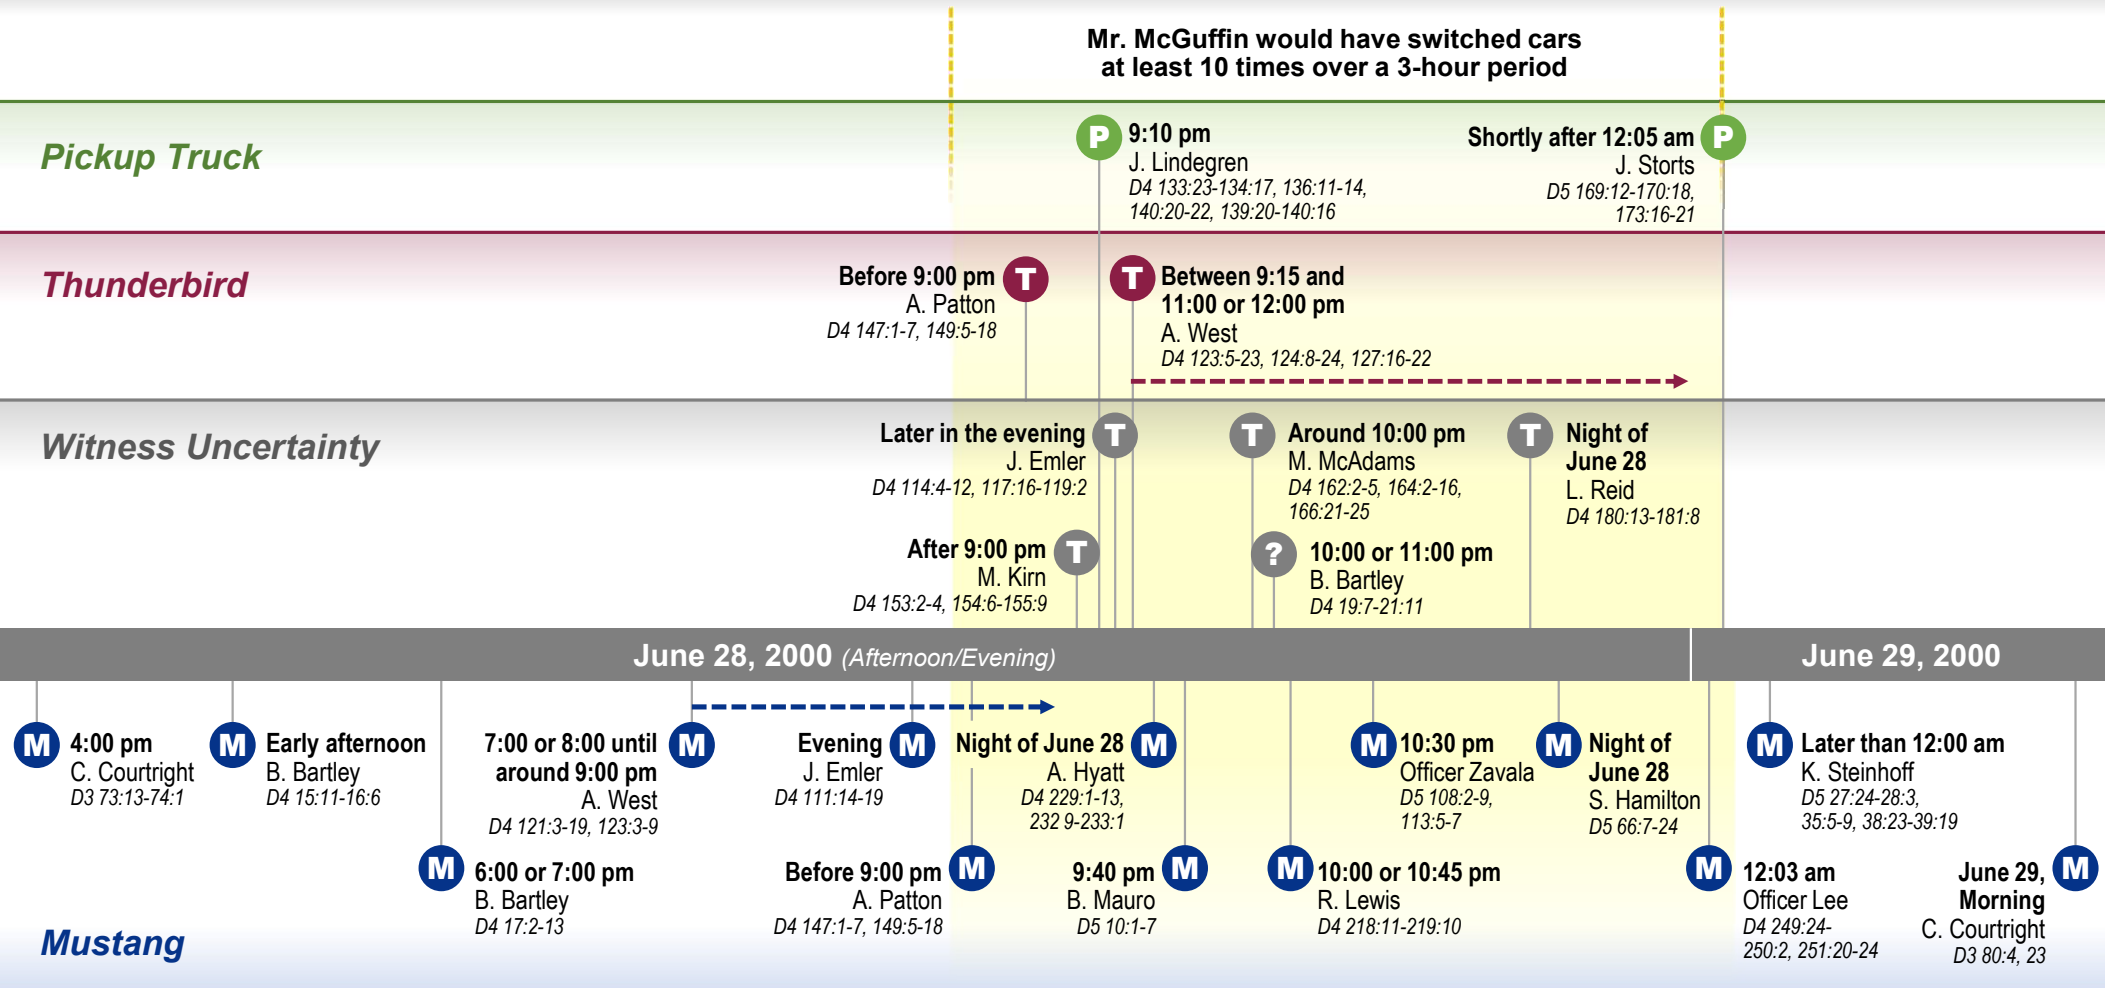 Mr. McGuffin would have switched cars
at least 10 times over a 3-hour period
Pickup Truck
P
9:10 pm
J. Lindegren
D4 133:23-134:17, 136:11-14,
140:20-22, 139:20-140:16
Shortly after 12:05 am
P
J. Storts
D5 169:12-170:18,
173:16-21
Thunderbird
Before 9:00 pm
T
A. Patton
D4 147:1-7, 149:5-18
T
Between 9:15 and
11:00 or 12:00 pm
A. West
D4 123:5-23, 124:8-24, 127:16-22
Witness Uncertainty
Later in the evening
T
J. Emler
D4 114:4-12, 117:16-119:2
T
Around 10:00 pm
M. McAdams
D4 162:2-5, 164:2-16,
166:21-25
T
Night of
June 28
L. Reid
D4 180:13-181:8
After 9:00 pm
T
M. Kirn
D4 153:2-4, 154:6-155:9
?
10:00 or 11:00 pm
B. Bartley
D4 19:7-21:11
June 28, 2000 (Afternoon/Evening)
June 29, 2000
M
4:00 pm
C. Courtright
D3 73:13-74:1
M
Early afternoon
B. Bartley
D4 15:11-16:6
7:00 or 8:00 until
around 9:00 pm
M
A. West
D4 121:3-19, 123:3-9
Evening
M
J. Emler
D4 111:14-19
Night of June 28
M
A. Hyatt
D4 229:1-13,
232 9-233:1
M
10:30 pm
Officer Zavala
D5 108:2-9,
113:5-7
M
Night of
June 28
S. Hamilton
D5 66:7-24
M
Later than 12:00 am
K. Steinhoff
D5 27:24-28:3,
35:5-9, 38:23-39:19
M
6:00 or 7:00 pm
B. Bartley
D4 17:2-13
Before 9:00 pm
M
A. Patton
D4 147:1-7, 149:5-18
9:40 pm
M
B. Mauro
D5 10:1-7
M
10:00 or 10:45 pm
R. Lewis
D4 218:11-219:10
M
12:03 am
Officer Lee
D4 249:24-
250:2, 251:20-24
June 29,
Morning
M
C. Courtright
D3 80:4, 23
Mustang